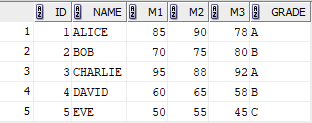 ID NAME M1 M2 M3 GRADE
1 1 ALICE 85 90 78 A
2 2 BOB 70 75 80 B
3 3 CHARLIE 95 88 92 A
4 4 DAVID 60 65 58 B
5 5 EVE 50 55 45 C